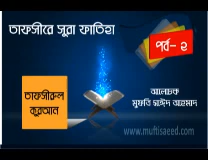 তাফসীরে সূরা ফাতিহা
পর্ব- ২
তাফসীরুল
কুরআন
আলোচক
মুফতি সাঈদ আহমাদ
www.muftisaeed.com